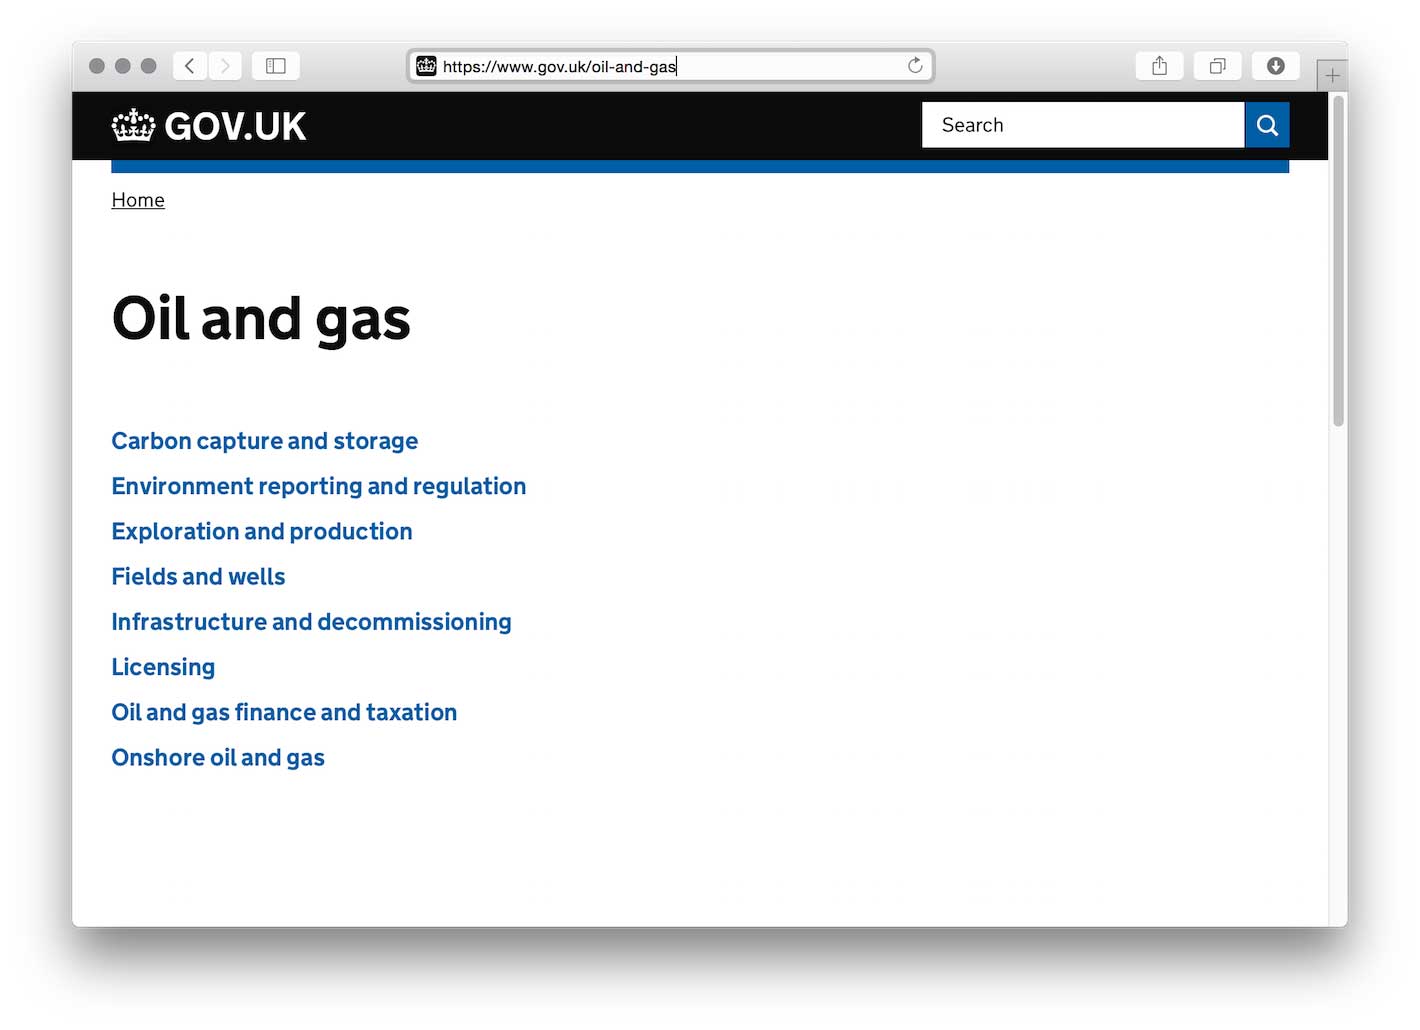 https://www.gov.uk/oil-and-gas
GOV.UK
Search
Home
Oil and gas
Carbon capture and storage
Environment reporting and regulation
Exploration and production
Fields and wells
Infrastructure and decommissioning
Licensing
Oil and gas finance and taxation
Onshore oil and gas